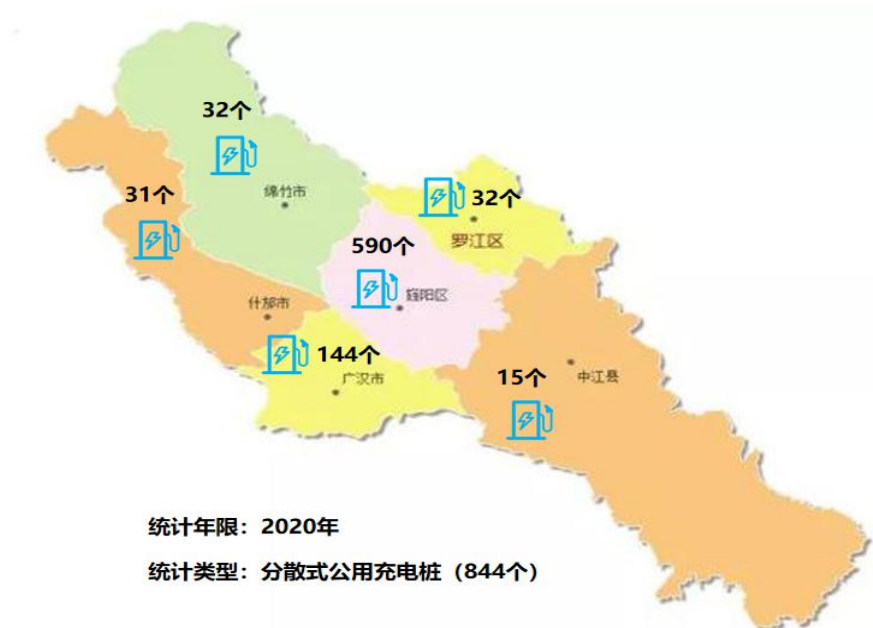 32个
绵竹市
31个
32个
罗江区
590个
旌阳区
什邡市
144个
广汉市
15个
中江县
统计年限：2020年
统计类型：分散式公用充电桩（844个）